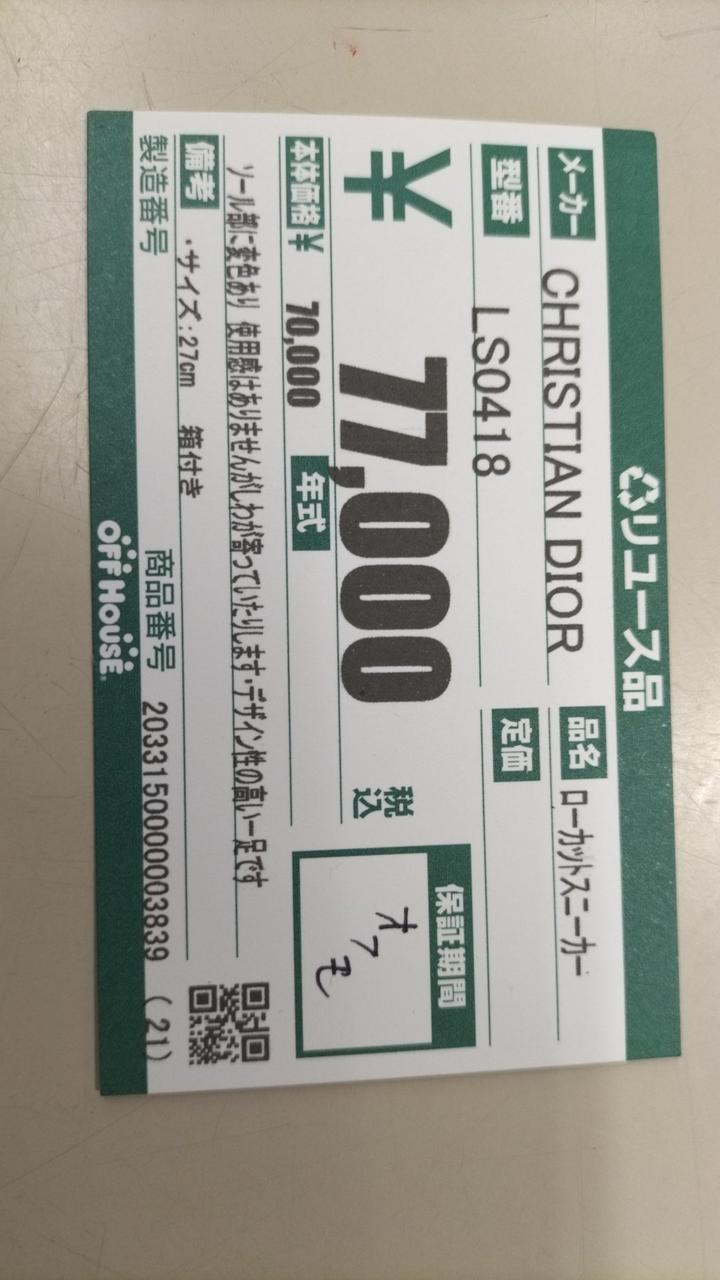 リユース品
メーカー CHRISTIAN DIOR 品名 ローカットスニーカー
型番 LS0418 定価
¥77,000 税込
保証期間
オフモ
本体価格¥ 70,000 年式
ソール部に変色あり 使用感はありませんがしわが寄っていたりします・デザイン性の高い一足です
備考 ・サイズ:27cm 箱付き
製造番号 商品番号 2033150000003839 (21)
OFF HOUSE